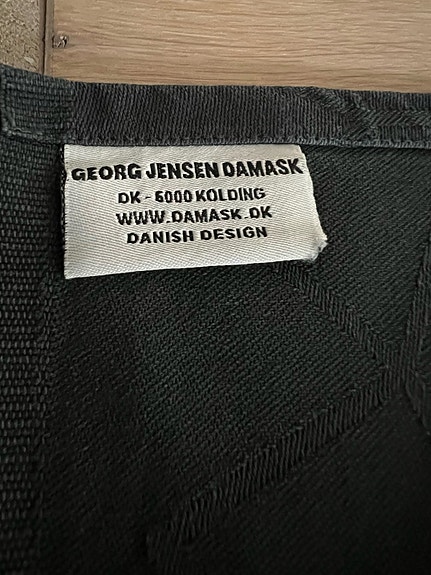 GEORG JENSEN DAMASK
DK - 6000 KOLDING
WWW.DAMASK.DK
DANISH DESIGN